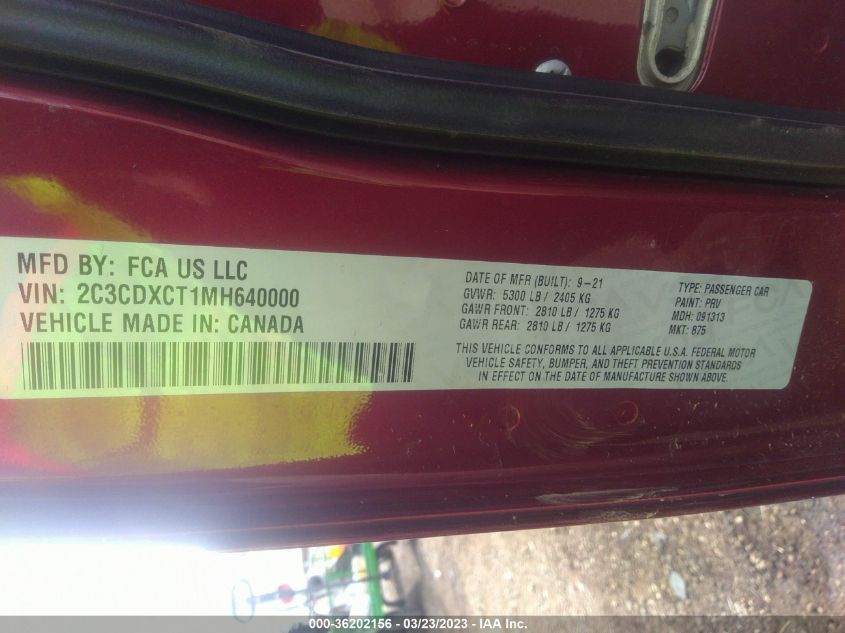 MFD BY: FCA US LLC
VIN: 2C3CDXCT1MH640000
VEHICLE MADE IN: CANADA
DATE OF MFR (BUILT): 9-21
GVWR: 5300 LB / 2405 KG
GAWR FRONT: 2810 LB / 1275 KG
GAWR REAR: 2810 LB / 1275 KG
TYPE: PASSENGER CAR
PAINT: PRV
MDH: 091313
MKT: 875
THIS VEHICLE CONFORMS TO ALL APPLICABLE U.S.A. FEDERAL MOTOR
VEHICLE SAFETY, BUMPER, AND THEFT PREVENTION STANDARDS
IN EFFECT ON THE DATE OF MANUFACTURE SHOWN ABOVE.
000-36202156 - 03/23/2023 - IAA Inc.